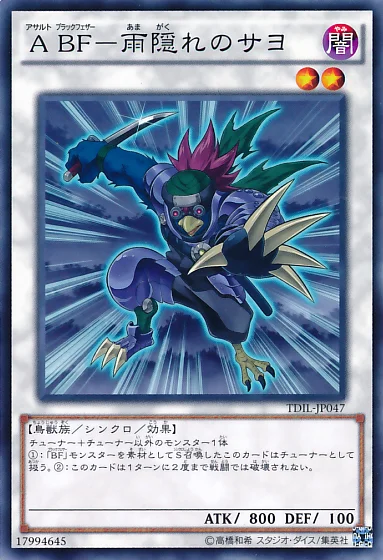 アサルト ブラックフェザー あま がく
A BF－雨隠れのサヨ
やみ
闇
TDIL-JP047
【鳥獣族／シンクロ／効果】
チューナー＋チューナー以外のモンスター1体
①：「BF」モンスターを素材としてS召喚したこのカードはチューナーとして
扱う。②：このカードは1ターンに2度まで戦闘では破壊されない。
ATK/ 800 DEF/ 100
17994645
©高橋和希 スタジオ・ダイス/集英社